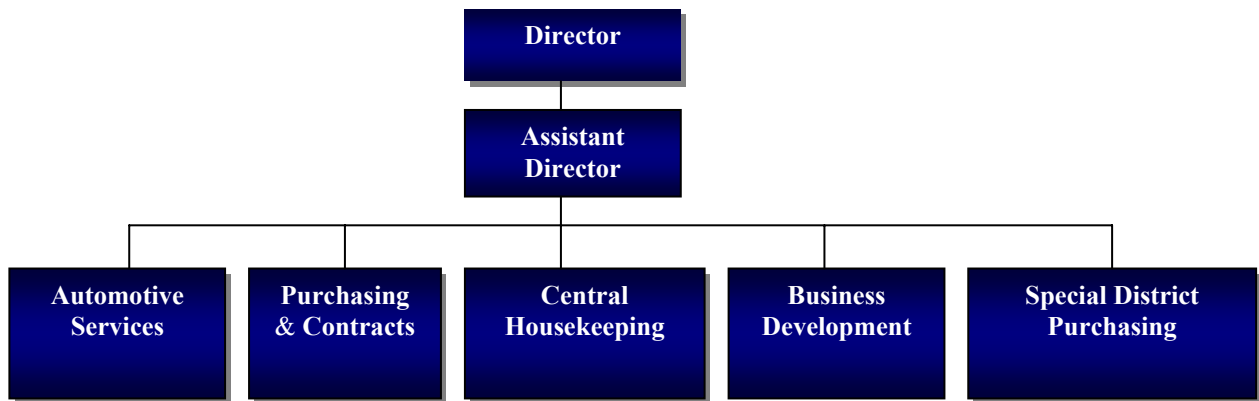 Director
Assistant
Director
Automotive
Services
Purchasing
& Contracts
Central
Housekeeping
Business
Development
Special District
Purchasing